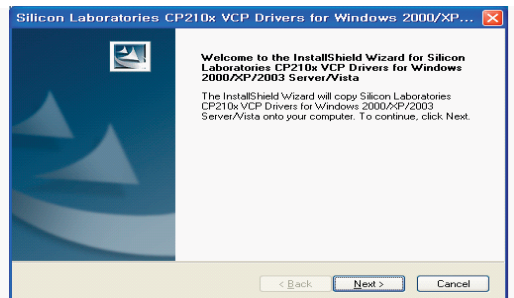 Silicon Laboratories CP210x VCP Drivers for Windows 2000/XP...
Welcome to the InstallShield Wizard for Silicon
Laboratories CP210x VCP Drivers for Windows
2000/XP/2003 Server/Vista
The InstallShield Wizard will copy Silicon Laboratories
CP210x VCP Drivers for Windows 2000/XP/2003
Server/Vista onto your computer. To continue, click Next.
< Back Next > Cancel